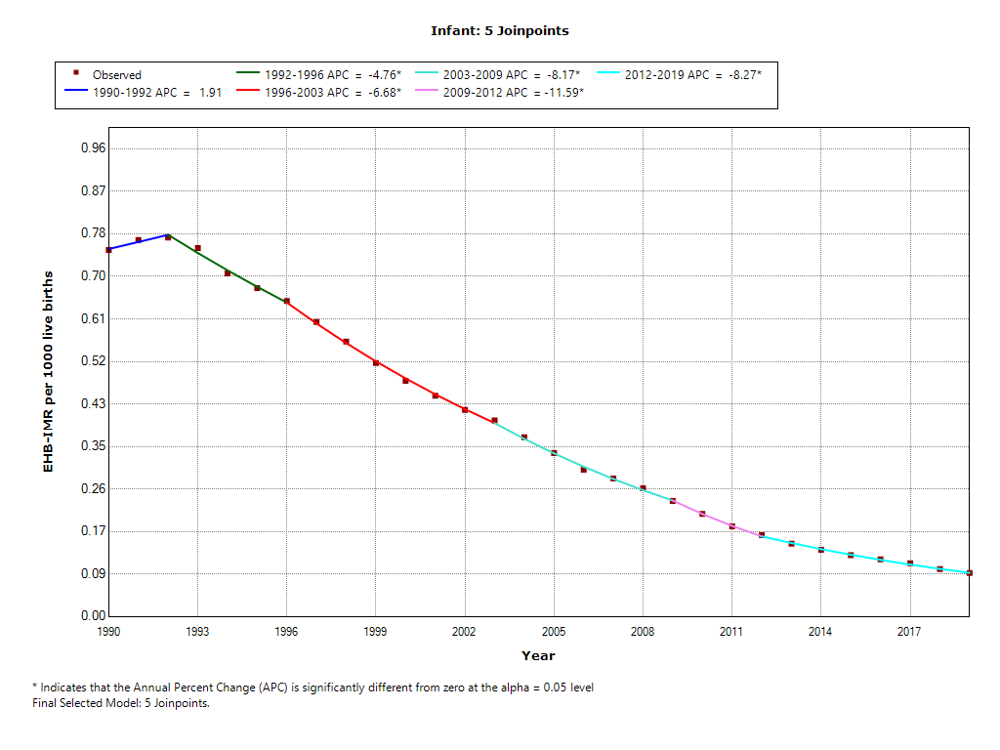 Infant: 5 Joinpoints
Observed
1992-1996 APC = -4.76*
2003-2009 APC = -8.17*
2012-2019 APC = -8.27*
1990-1992 APC = 1.91
1996-2003 APC = -6.68*
2009-2012 APC = -11.59*
EHB-IMR per 1000 live births
0.96
0.87
0.78
0.70
0.61
0.52
0.43
0.35
0.26
0.17
0.09
0.00
1990 1993 1996 1999 2002 2005 2008 2011 2014 2017
Year
* Indicates that the Annual Percent Change (APC) is significantly different from zero at the alpha = 0.05 level
Final Selected Model: 5 Joinpoints.